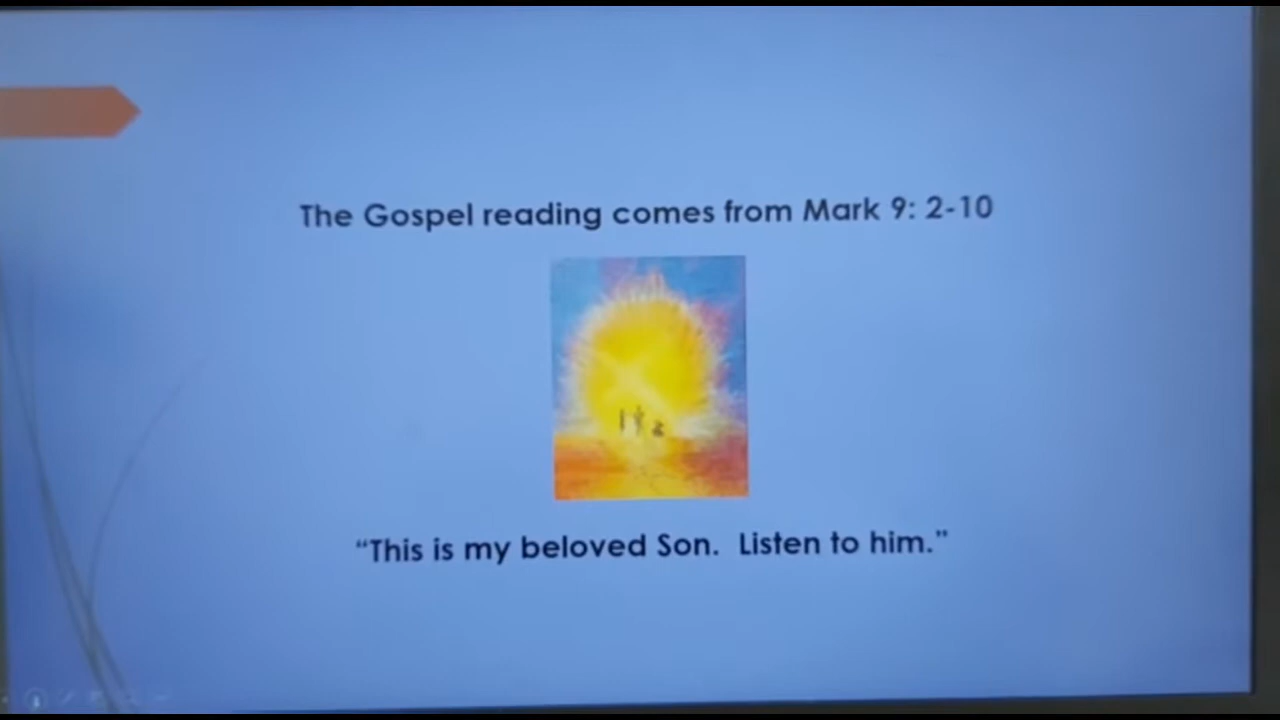 The Gospel reading comes from Mark 9: 2-10
“This is my beloved Son.  Listen to him.”